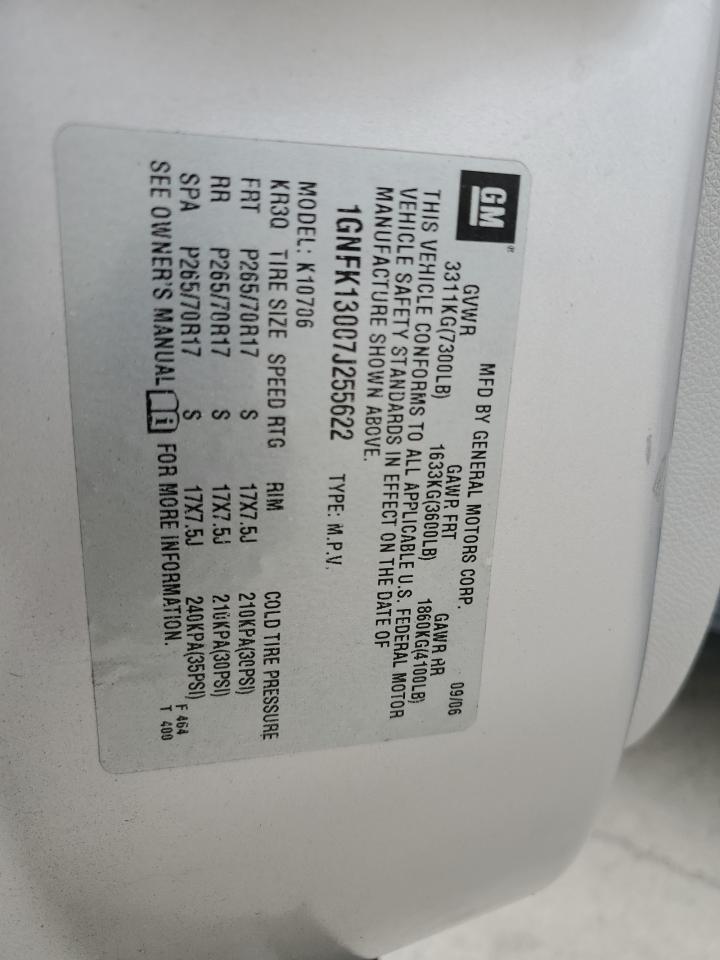 GM®
MFD BY GENERAL MOTORS CORP. 09/06
GVWR GAWR FRT GAWR RR
3311KG(7300LB) 1633KG(3600LB) 1860KG(4100LB)
THIS VEHICLE CONFORMS TO ALL APPLICABLE U.S. FEDERAL MOTOR
VEHICLE SAFETY STANDARDS IN EFFECT ON THE DATE OF
MANUFACTURE SHOWN ABOVE.
1GNFK13007J255622 TYPE: M.P.V.
MODEL: K10706
KR3Q TIRE SIZE SPEED RTG RIM COLD TIRE PRESSURE
FRT P265/70R17 S 17X7.5J 210KPA(30PSI)
RR P265/70R17 S 17X7.5J 210KPA(30PSI)
SPA P265/70R17 S 17X7.5J 240KPA(35PSI) F 464
SEE OWNER'S MANUAL FOR MORE INFORMATION. T 400